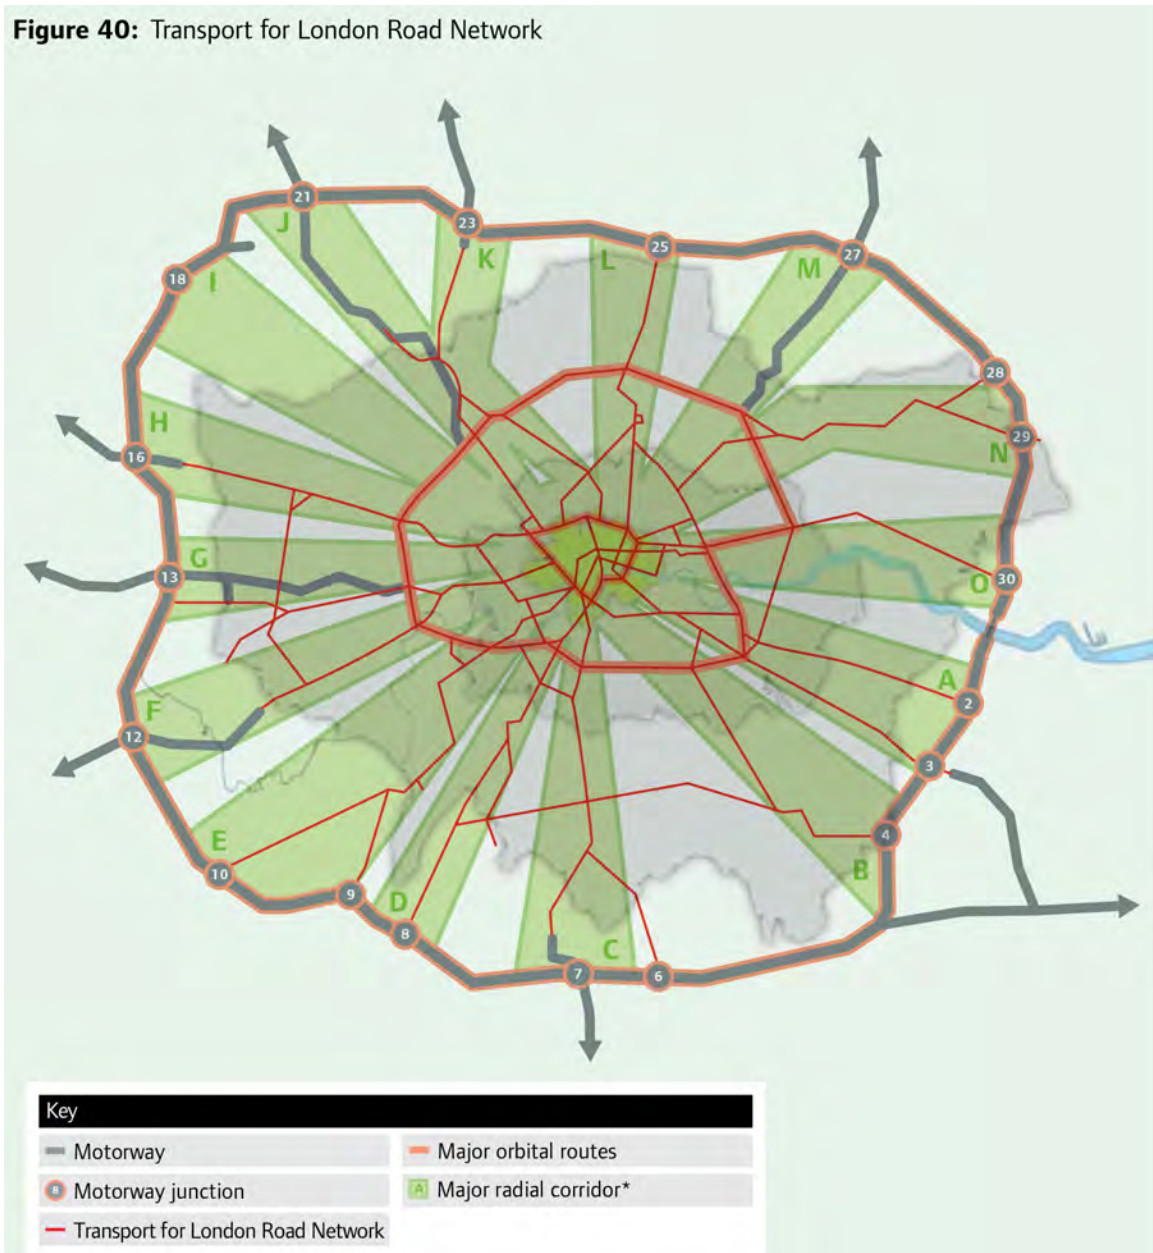 Figure 40: Transport for London Road Network
21
23
J
K
L
25
M
27
18
I
28
H
16
29
N
G
13
O
30
F
12
A
2
3
4
B
E
10
9
D
8
C
7
6
Key
Motorway
Major orbital routes
8 Motorway junction
A Major radial corridor*
Transport for London Road Network